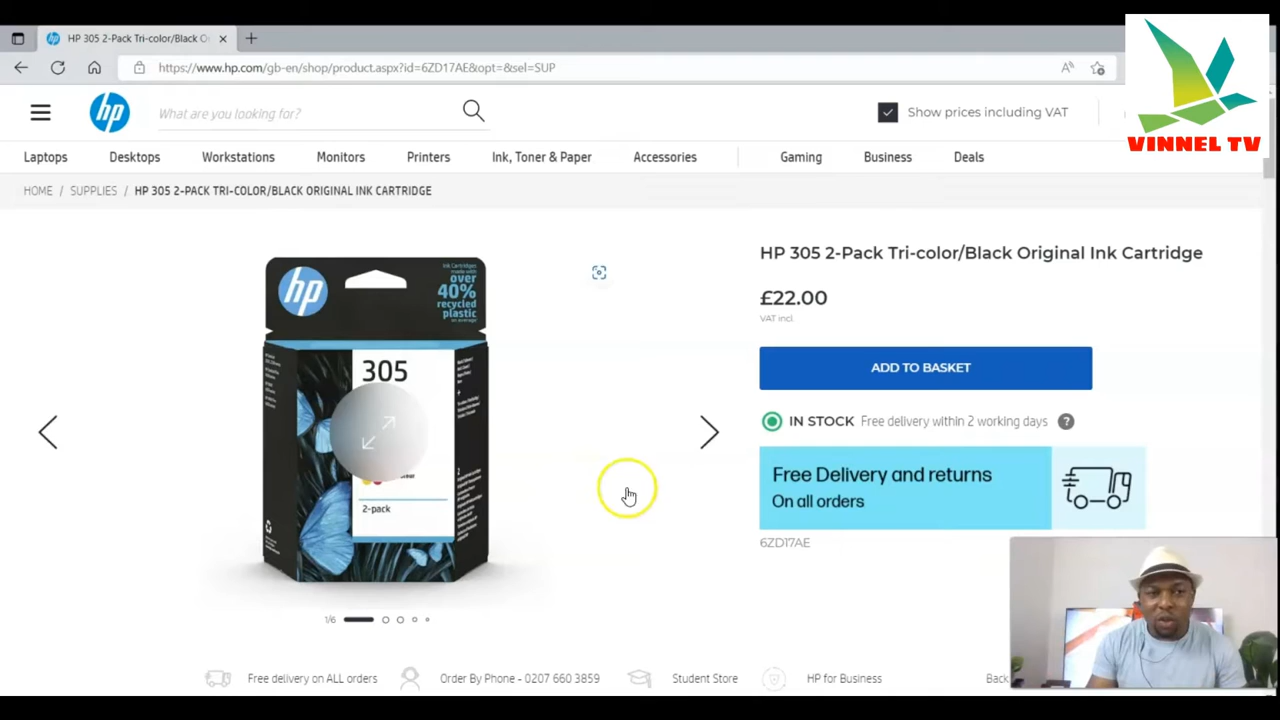 HP 305 2-Pack Tri-color/Black O
https://www.hp.com/gb-en/shop/product.aspx?id=6ZD17AE&opt=&sel=SUP
VINNEL TV
hp
What are you looking for?
Show prices including VAT
Laptops
Desktops
Workstations
Monitors
Printers
Ink, Toner & Paper
Accessories
Gaming
Business
Deals
HOME / SUPPLIES / HP 305 2-PACK TRI-COLOR/BLACK ORIGINAL INK CARTRIDGE
hp
Ink Cartridges
made with
over
40%
recycled
plastic
on average
305
2-pack
1/6
HP 305 2-Pack Tri-color/Black Original Ink Cartridge
£22.00
VAT incl.
ADD TO BASKET
IN STOCK Free delivery within 2 working days ?
Free Delivery and returns
On all orders
6ZD17AE
Free delivery on ALL orders
Order By Phone - 0207 660 3859
Student Store
HP for Business
Back